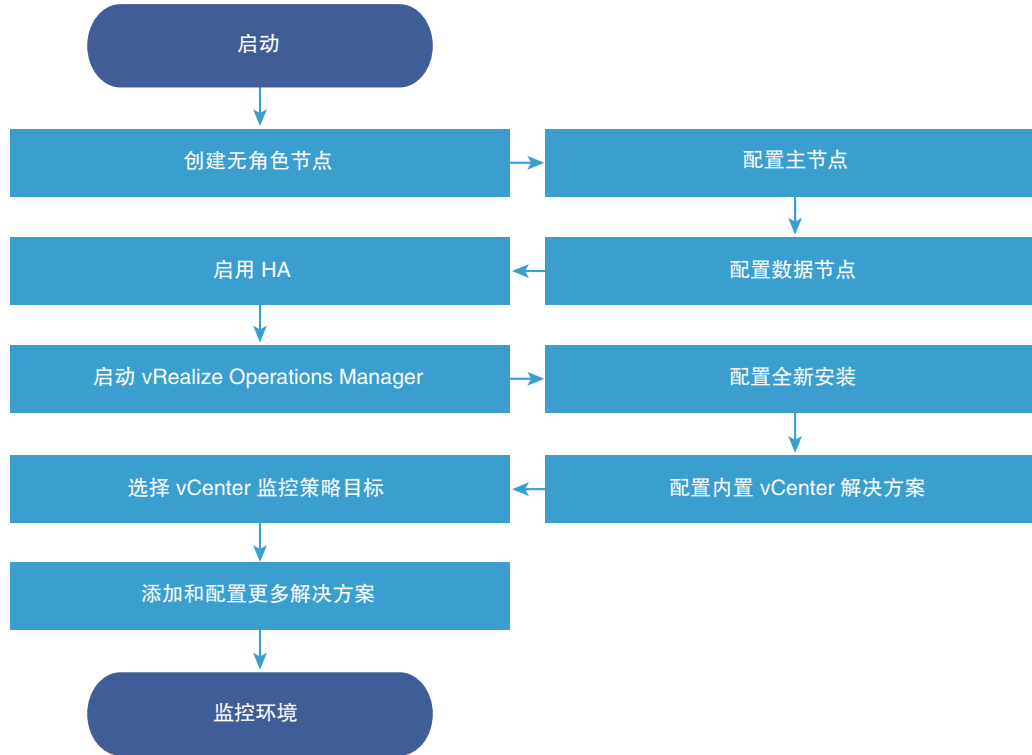 启动
创建无角色节点
配置主节点
配置数据节点
启用 HA
启动 vRealize Operations Manager
配置全新安装
配置内置 vCenter 解决方案
选择 vCenter 监控策略目标
添加和配置更多解决方案
监控环境